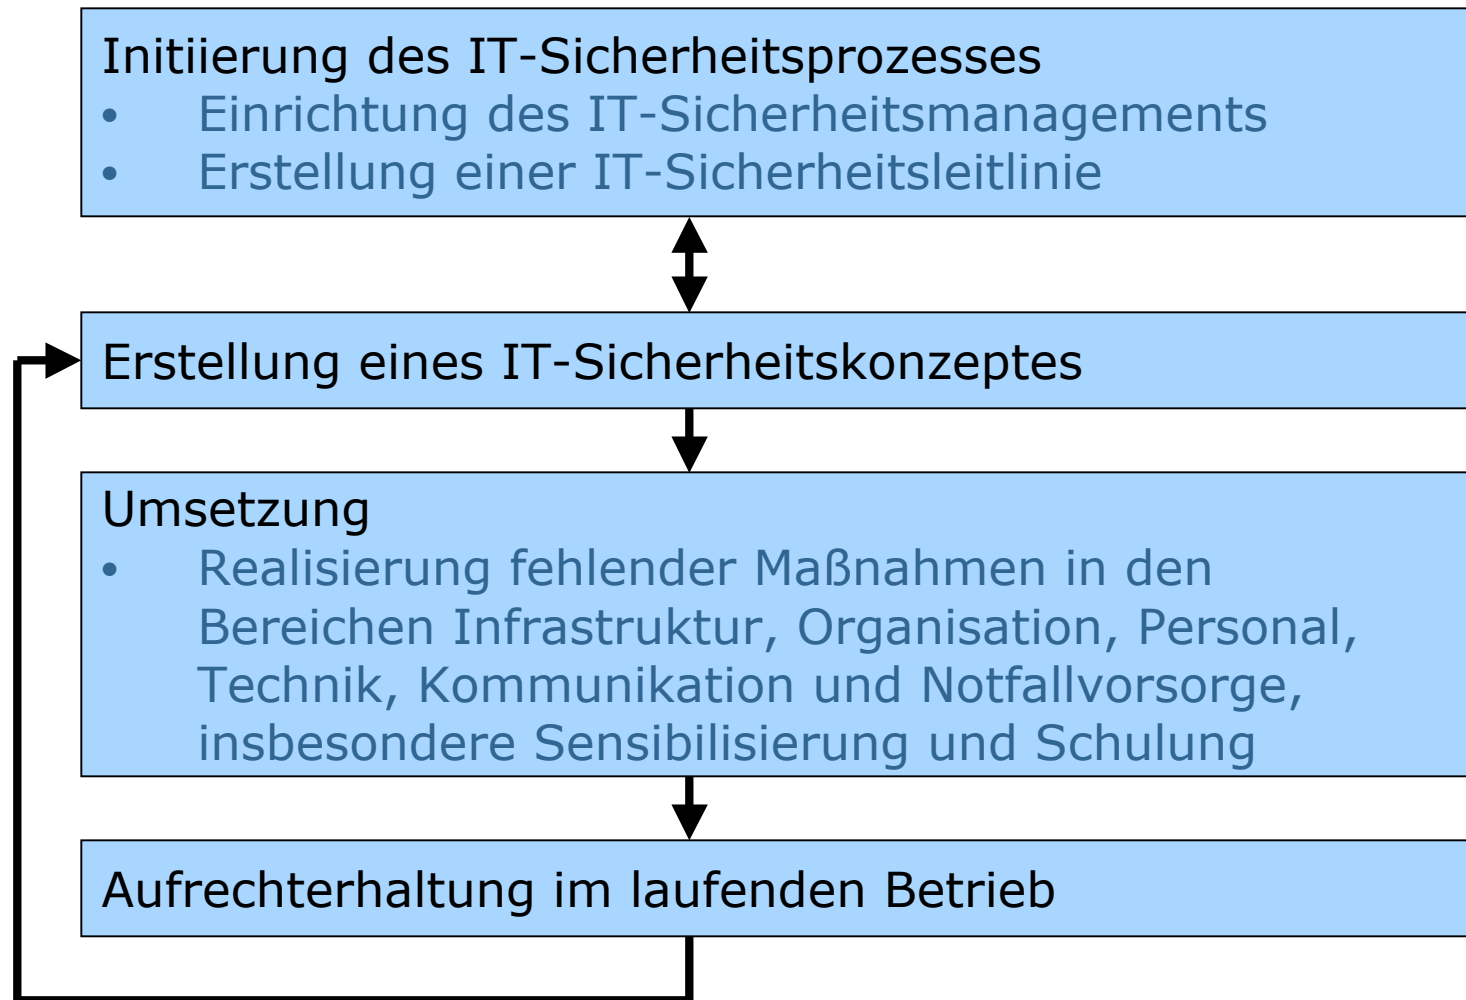 Initiierung des IT-Sicherheitsprozesses
• Einrichtung des IT-Sicherheitsmanagements
• Erstellung einer IT-Sicherheitsleitlinie
Erstellung eines IT-Sicherheitskonzeptes
Umsetzung
• Realisierung fehlender Maßnahmen in den
Bereichen Infrastruktur, Organisation, Personal,
Technik, Kommunikation und Notfallvorsorge,
insbesondere Sensibilisierung und Schulung
Aufrechterhaltung im laufenden Betrieb